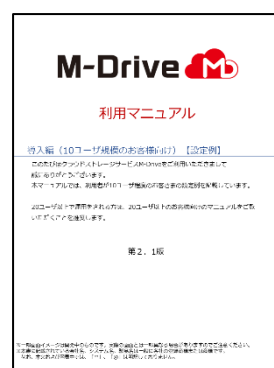 M-Drive
利用マニュアル
導入編（10ユーザ規模のお客様向け）【設定例】
このたびはクラウドストレージサービスM-Driveをご利用いただきまして
誠にありがとうございます。
本マニュアルでは、利用者が10ユーザ程度のお客さまの設定例を記載しています。
20ユーザ以上で運用をされる方は、20ユーザ以上のお客様向けのマニュアルをご覧
いただくことを推奨します。
第2．1版